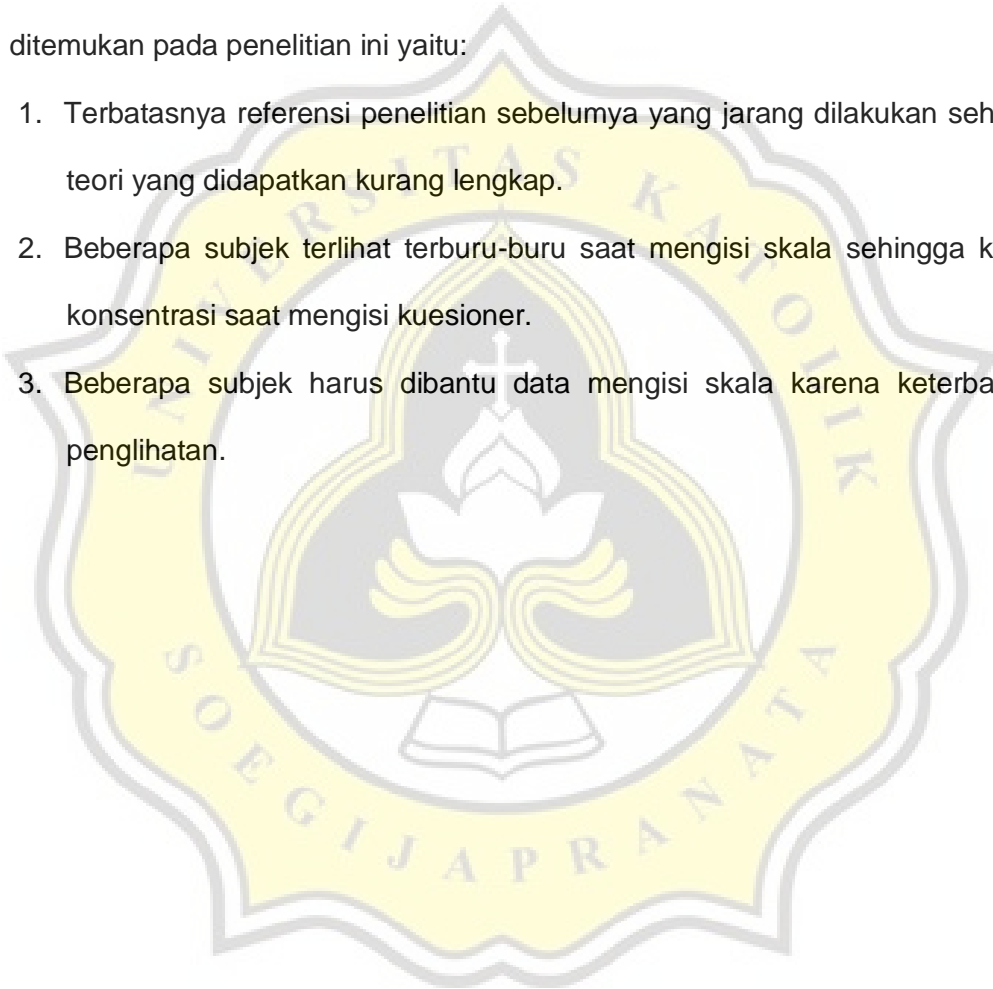 ditemukan pada penelitian ini yaitu:
1. Terbatasnya referensi penelitian sebelumya yang jarang dilakukan seh
teori yang didapatkan kurang lengkap.
2. Beberapa subjek terlihat terburu-buru saat mengisi skala sehingga k
konsentrasi saat mengisi kuesioner.
3. Beberapa subjek harus dibantu data mengisi skala karena keterba
penglihatan.
UNIVERSITAS KATOLIK
SOEGIJAPRANATA